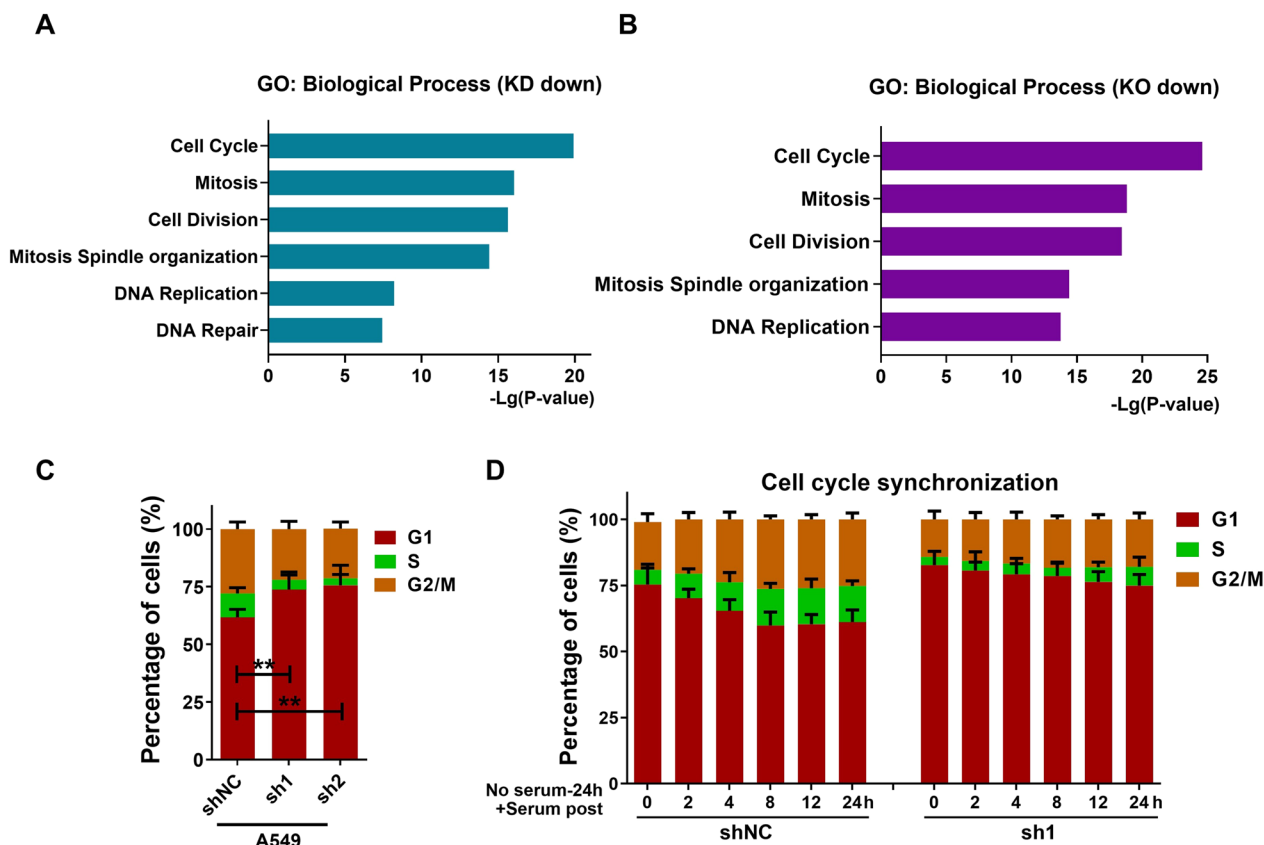 A
GO: Biological Process (KD down)
Cell Cycle
Mitosis
Cell Division
Mitosis Spindle organization
DNA Replication
DNA Repair
0 5 10 15 20
-Lg(P-value)
B
GO: Biological Process (KO down)
Cell Cycle
Mitosis
Cell Division
Mitosis Spindle organization
DNA Replication
0 5 10 15 20 25
-Lg(P-value)
C
Percentage of cells (%)
100
75
50
25
0
**
**
G1
S
G2/M
shNC sh1 sh2
A549
D
Cell cycle synchronization
Percentage of cells (%)
100
75
50
25
0
G1
S
G2/M
No serum-24h
+Serum post
0 2 4 8 12 24h 0 2 4 8 12 24h
shNC sh1